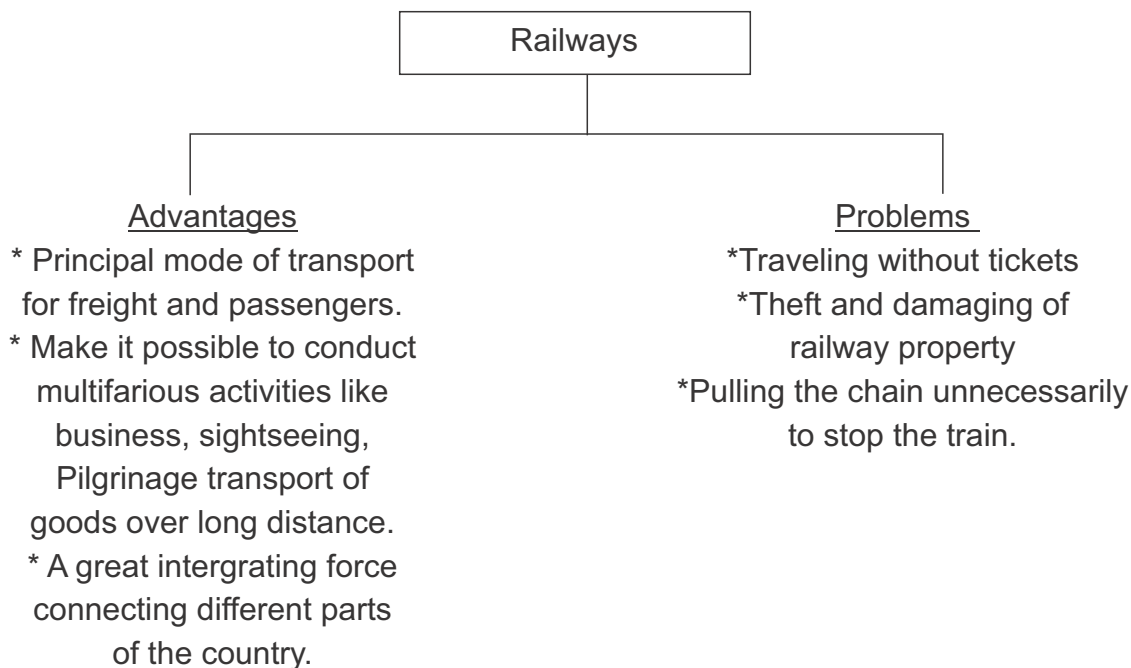 Railways
Advantages
* Principal mode of transport
for freight and passengers.
* Make it possible to conduct
multifarious activities like
business, sightseeing,
Pilgrinage transport of
goods over long distance.
* A great intergrating force
connecting different parts
of the country.
Problems
*Traveling without tickets
*Theft and damaging of
railway property
*Pulling the chain unnecessarily
to stop the train.